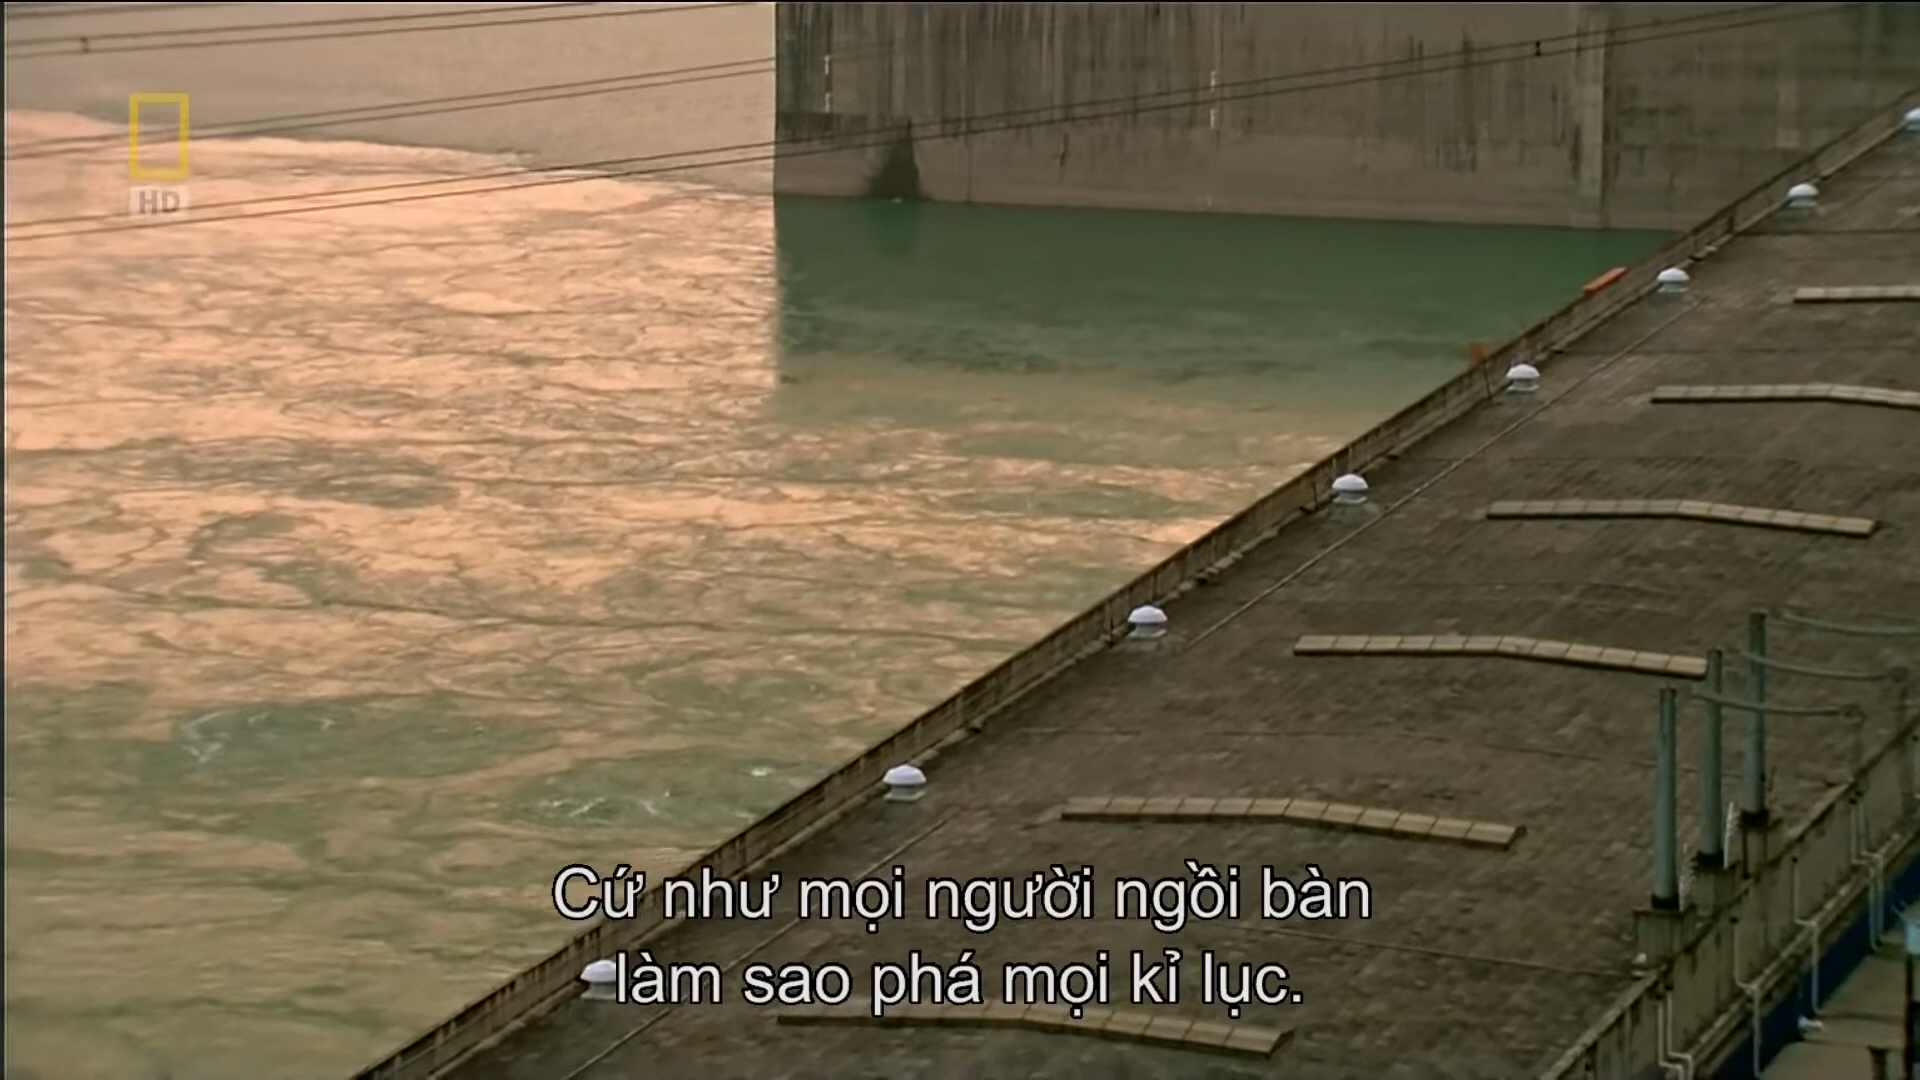 HD
Cứ như mọi người ngồi bàn
làm sao phá mọi kỉ lục.